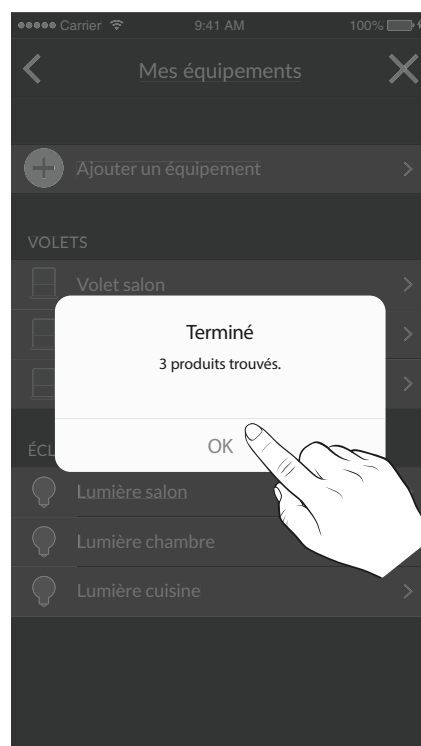 Carrier 9:41 AM 100%
Mes équipements
Ajouter un équipement
VOLETS
Volet salon
Terminé
3 produits trouvés.
OK
ÉCL
Lumière salon
Lumière chambre
Lumière cuisine